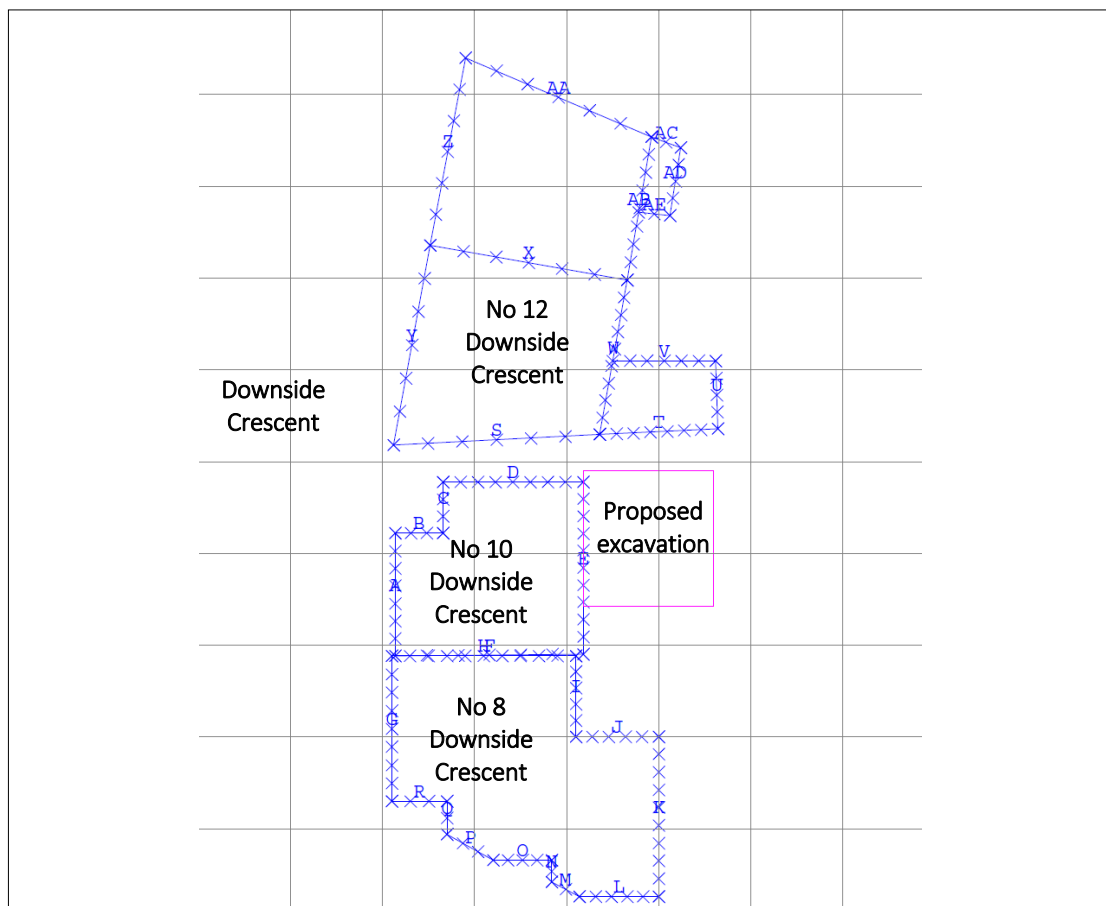 AA
AC
Z
AD
AB
AE
X
No 12
Downside
Crescent
Y
W
V
U
Downside
Crescent
T
S
D
C
Proposed
excavation
B
No 10
Downside
Crescent
E
A
HF
I
No 8
Downside
Crescent
G
J
R
Q
K
P
O
N
M
L